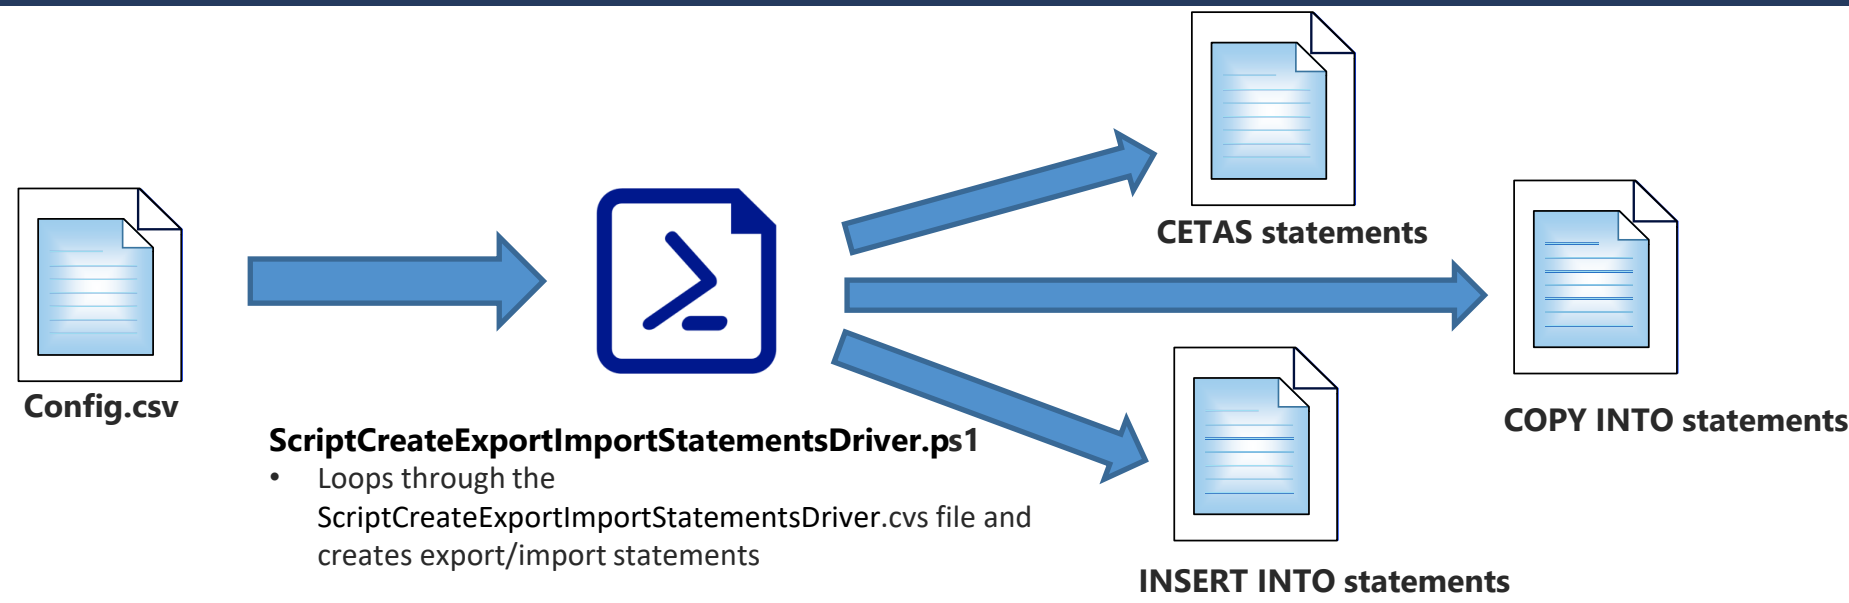 Config.csv
ScriptCreateExportImportStatementsDriver.ps1
• Loops through the
ScriptCreateExportImportStatementsDriver.cvs file and
creates export/import statements
CETAS statements
COPY INTO statements
INSERT INTO statements